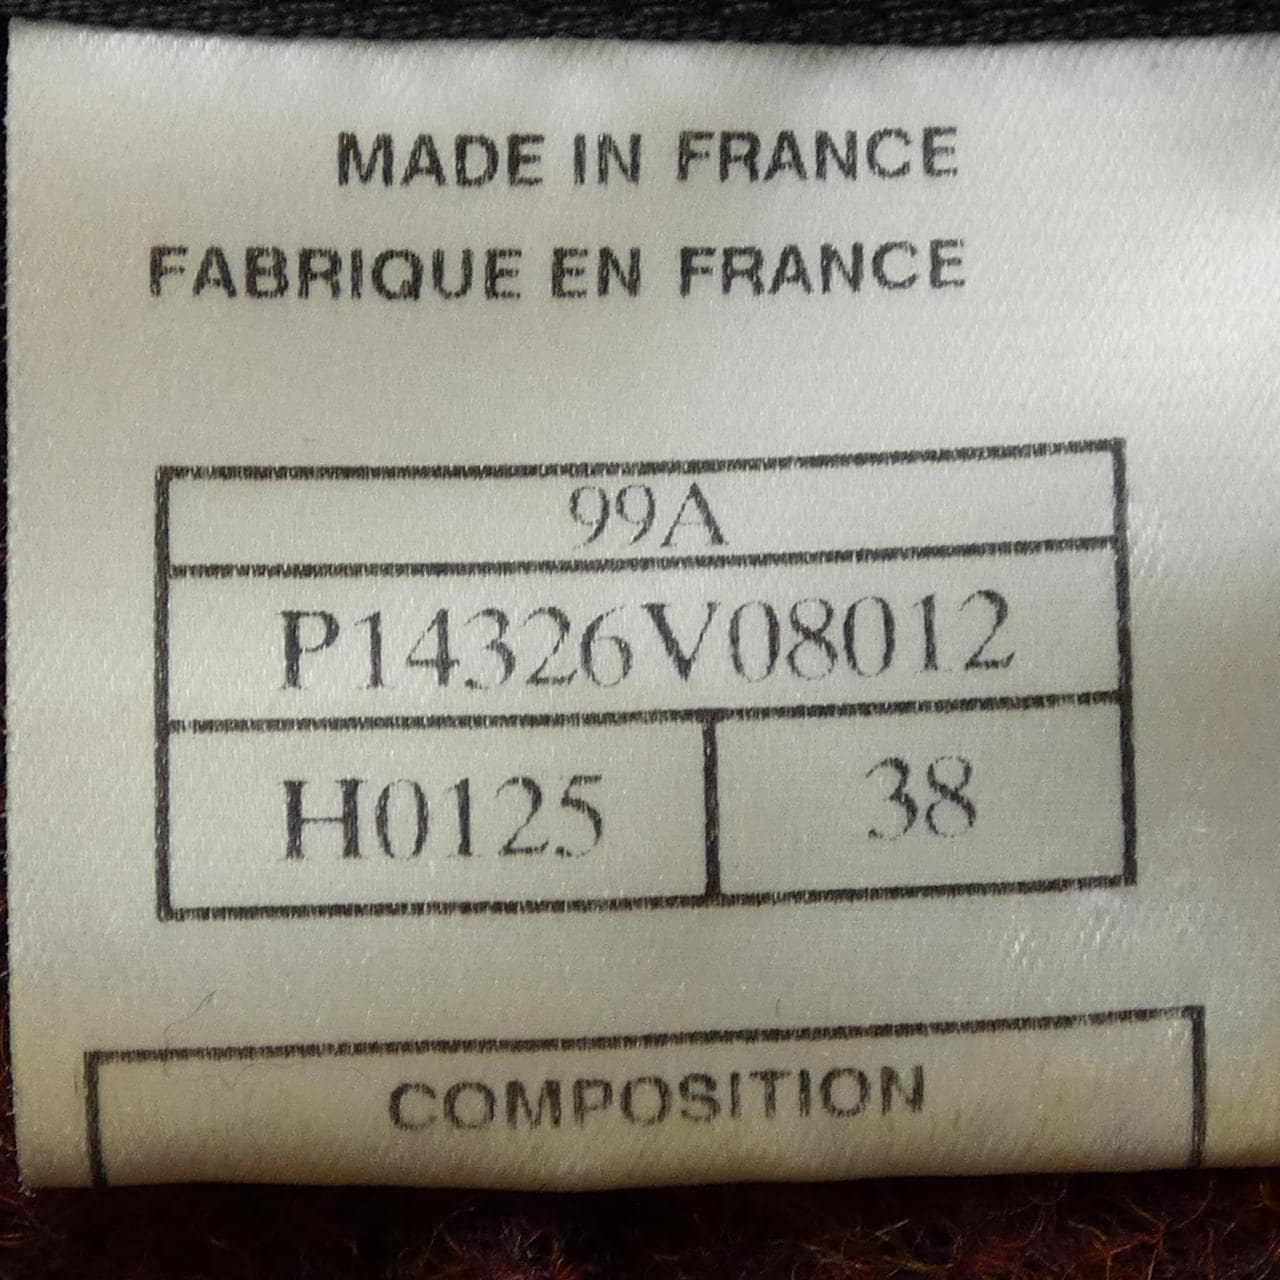 MADE IN FRANCE
FABRIQUE EN FRANCE
99A
P14326V08012
H0125 38
COMPOSITION